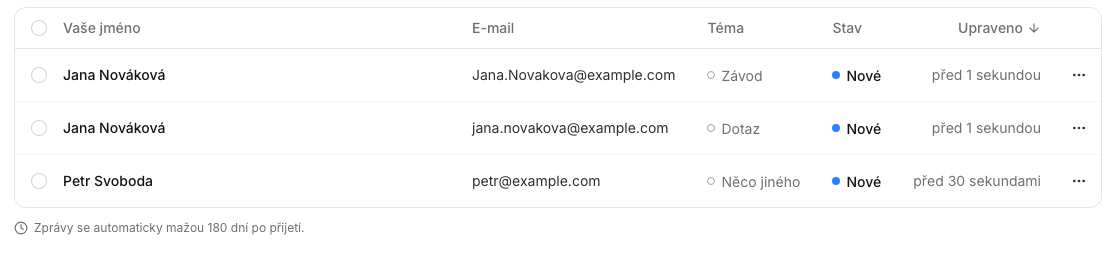 Vaše jméno E-mail Téma Stav Upraveno ↓
Jana Nováková Jana.Novakova@example.com Závod Nové před 1 sekundou
Jana Nováková jana.novakova@example.com Dotaz Nové před 1 sekundou
Petr Svoboda petr@example.com Něco jiného Nové před 30 sekundami
Zprávy se automaticky mažou 180 dní po přijetí.